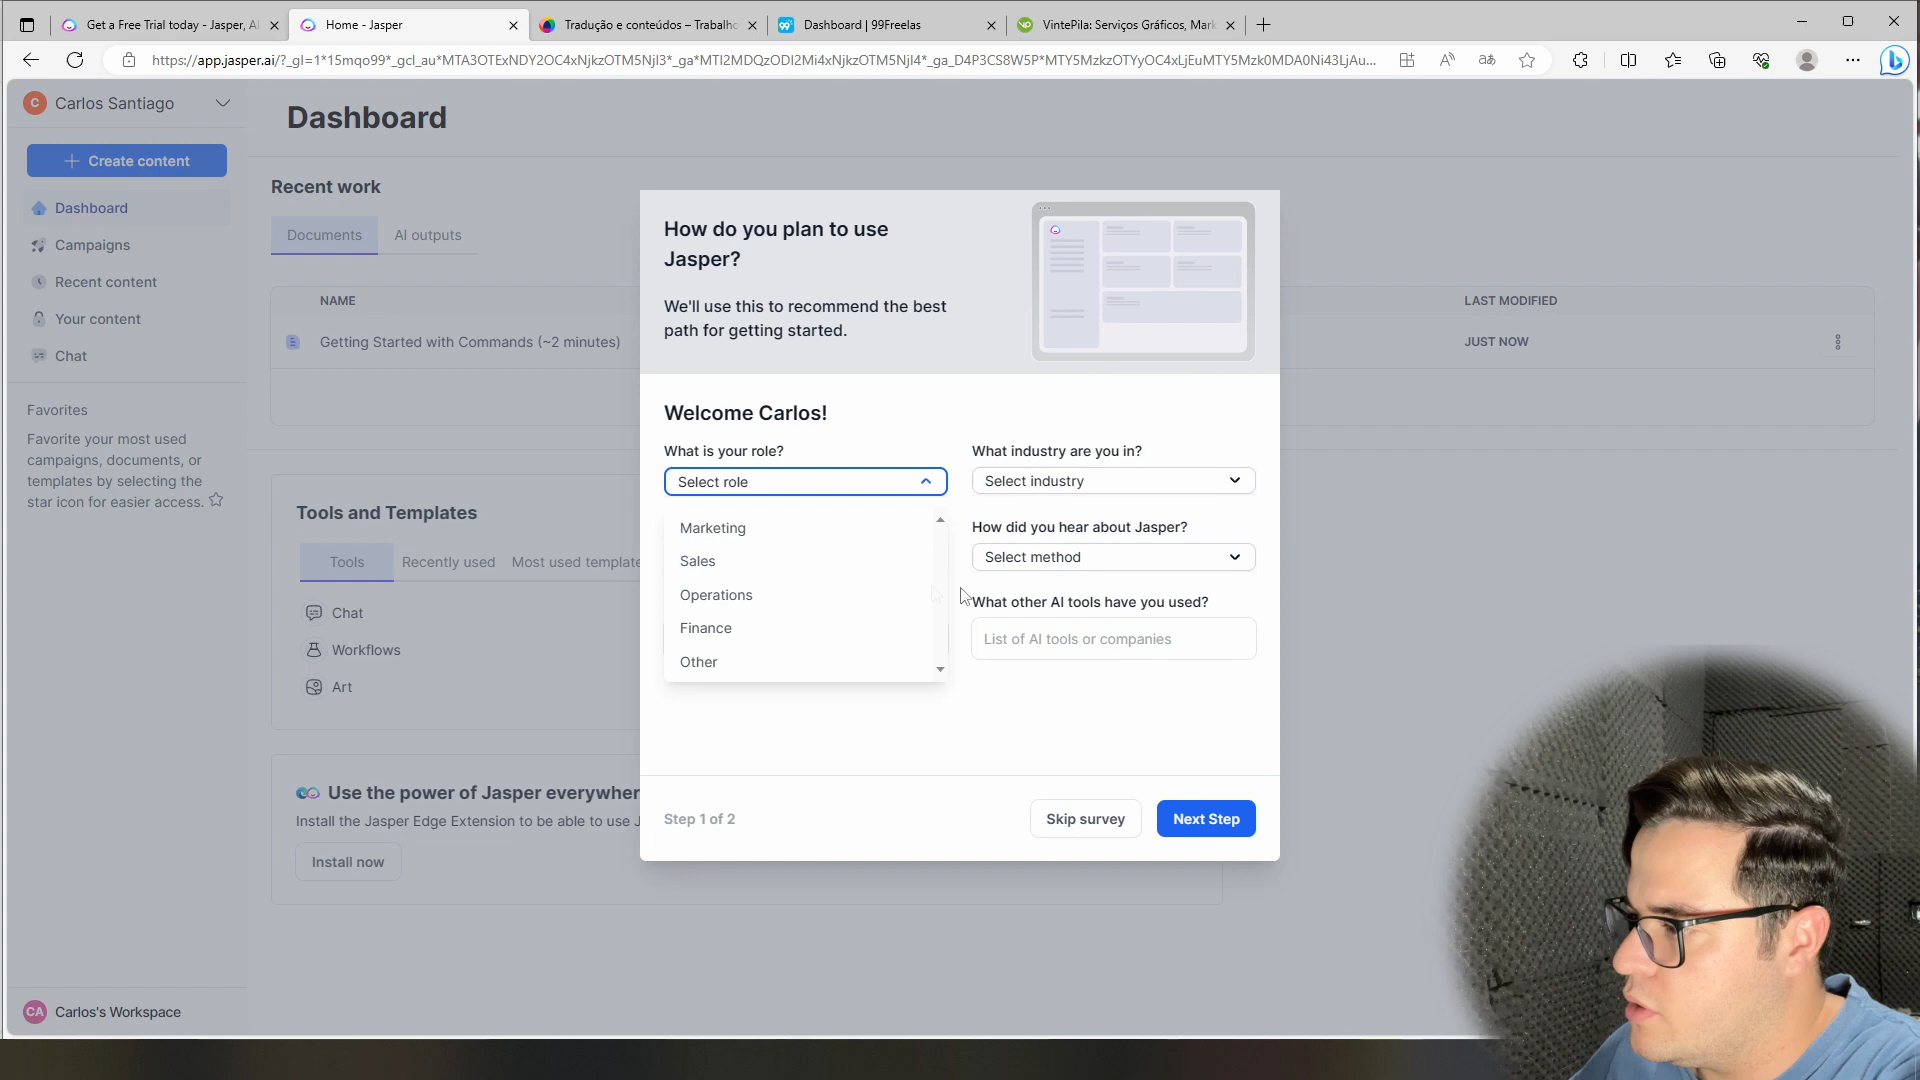 Get a Free Trial today - Jasper, AI
Home - Jasper
Tradução e conteúdos – Trabalho
Dashboard | 99Freelas
VintePila: Serviços Gráficos, Mark
https://app.jasper.ai/?_gl=1*15mqo99*_gcl_au*MTA3OTExNDY2OC4xNjkzOTM5NjI3*_ga*MTI2MDQzODI2Mi4xNjkzOTM5NjI4*_ga_D4P3CS8W5P*MTY5MzkzOTYyOC4xLjEuMTY5Mzk0MDA0Ni43LjAu...
C
Carlos Santiago
Create content
Dashboard
Campaigns
Recent content
Your content
Chat
Favorites
Favorite your most used
campaigns, documents, or
templates by selecting the
star icon for easier access.
CA Carlos's Workspace
Dashboard
Recent work
Documents
AI outputs
NAME
LAST MODIFIED
Getting Started with Commands (~2 minutes)
JUST NOW
Tools and Templates
Tools
Recently used
Most used template
Chat
Workflows
Art
Use the power of Jasper everywher
Install the Jasper Edge Extension to be able to use J
Install now
How do you plan to use
Jasper?
We'll use this to recommend the best
path for getting started.
Welcome Carlos!
What is your role?
Select role
Marketing
Sales
Operations
Finance
Other
What industry are you in?
Select industry
How did you hear about Jasper?
Select method
What other AI tools have you used?
List of AI tools or companies
Step 1 of 2
Skip survey
Next Step